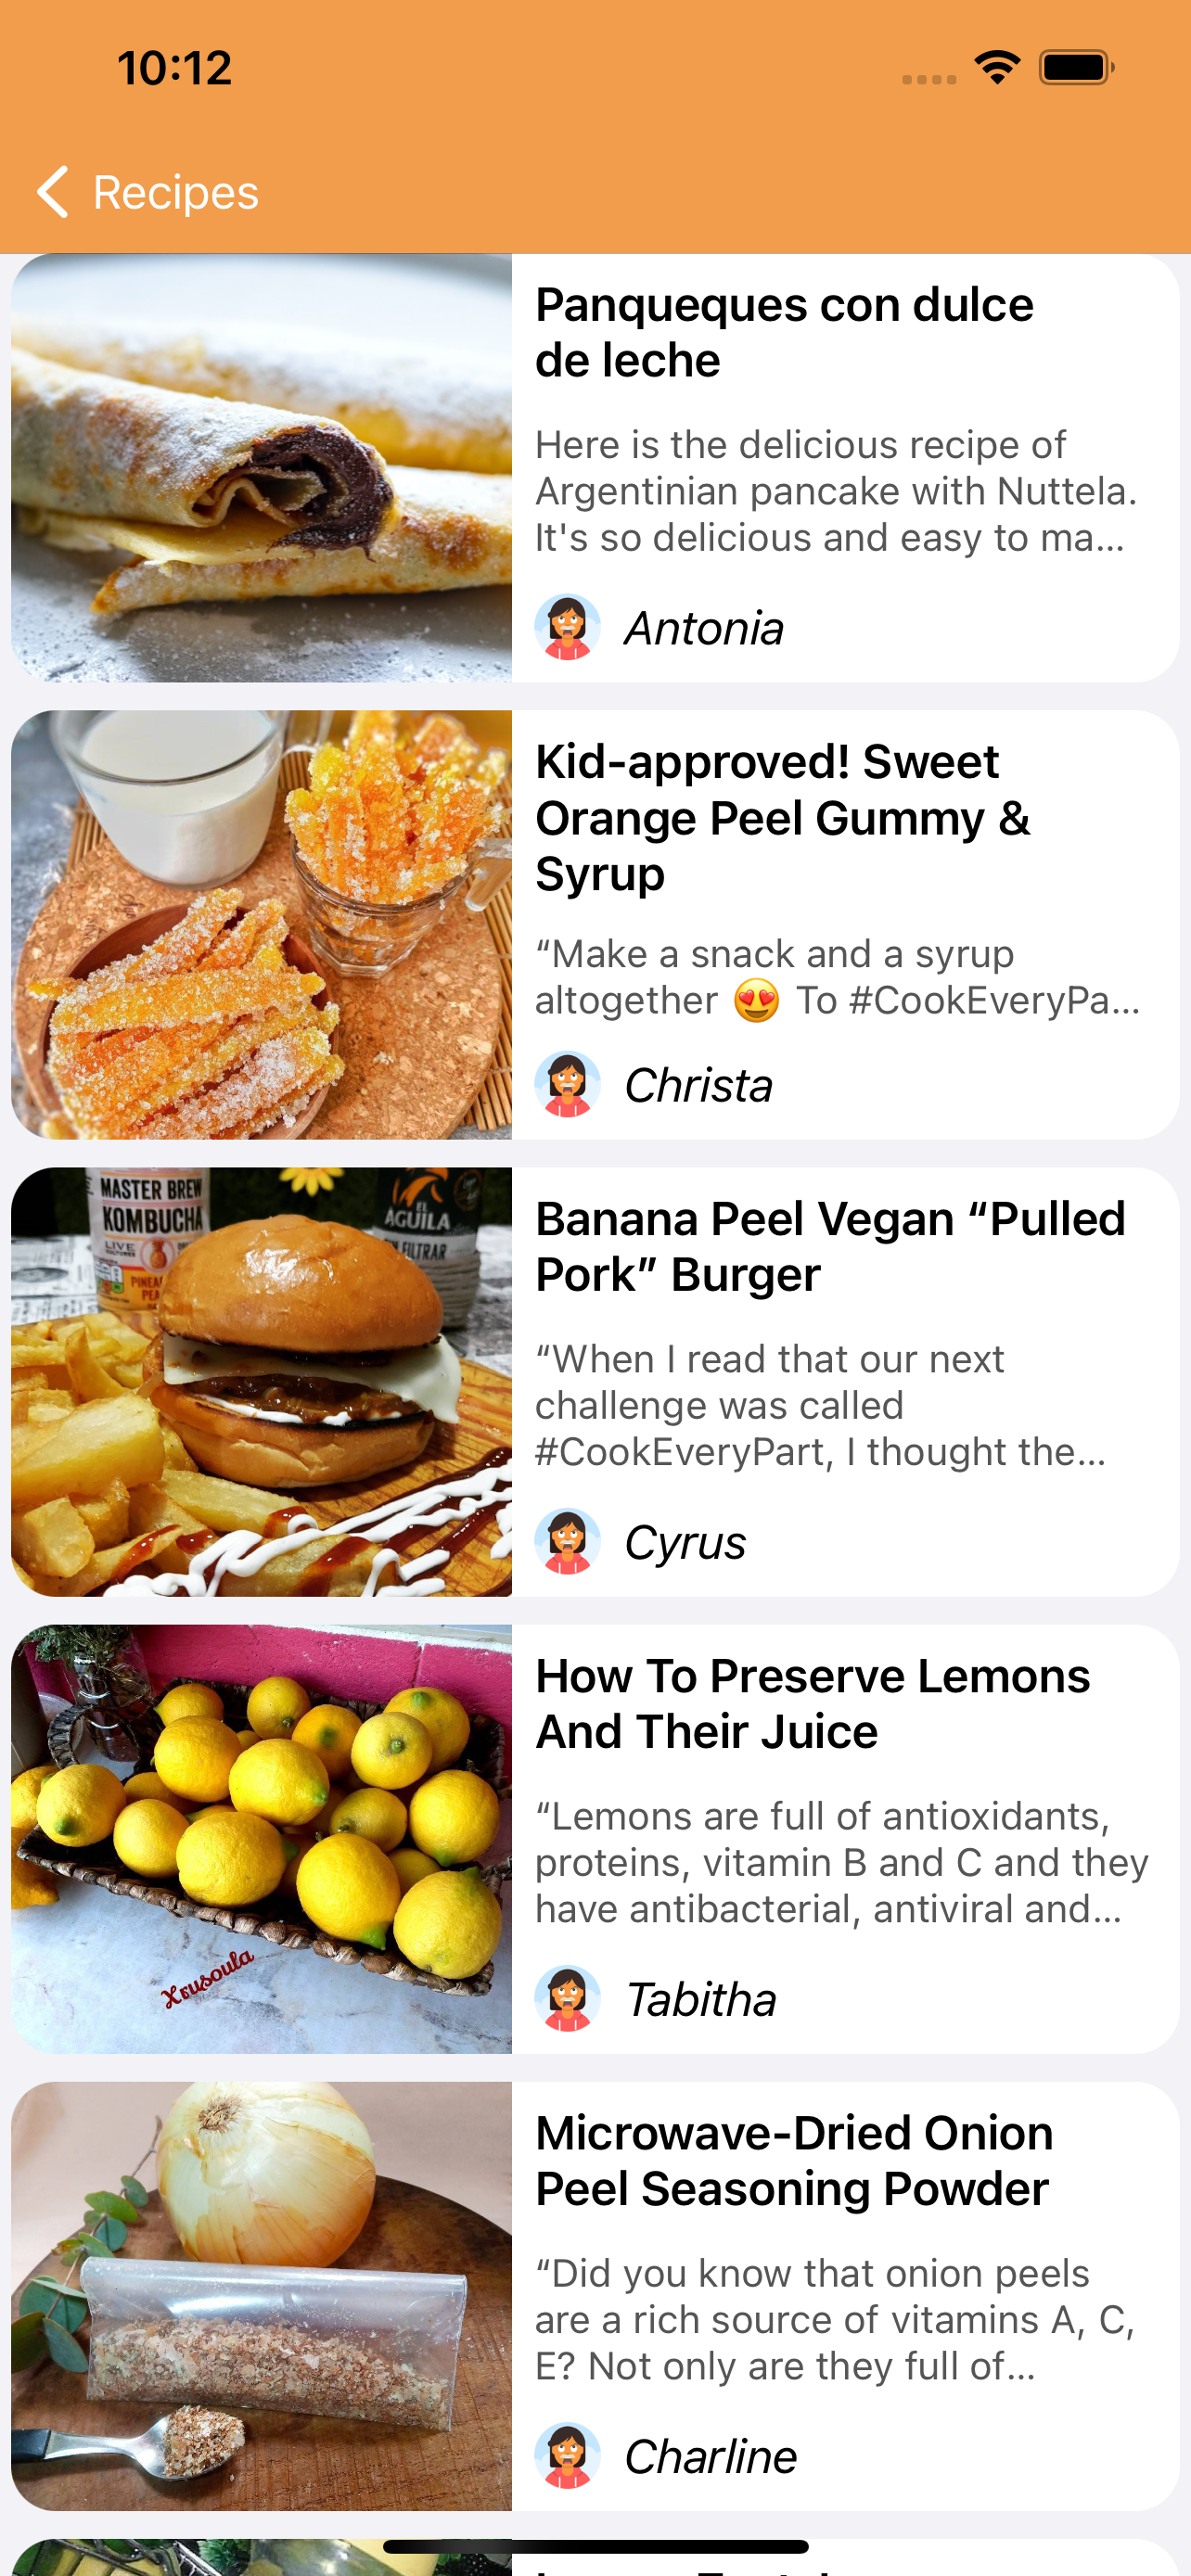 10:12
Recipes
Panqueques con dulce
de leche
Here is the delicious recipe of
Argentinian pancake with Nuttela.
It's so delicious and easy to ma...
Antonia
Kid-approved! Sweet
Orange Peel Gummy &
Syrup
“Make a snack and a syrup
altogether 😍 To #CookEveryPa...
Christa
MASTER BREW
KOMBUCHA
LIVE
CULTURES
EL
AGUILA
FILTRAR
Banana Peel Vegan “Pulled
Pork” Burger
“When I read that our next
challenge was called
#CookEveryPart, I thought the...
Cyrus
How To Preserve Lemons
And Their Juice
“Lemons are full of antioxidants,
proteins, vitamin B and C and they
have antibacterial, antiviral and...
Xrusoula
Tabitha
Microwave-Dried Onion
Peel Seasoning Powder
“Did you know that onion peels
are a rich source of vitamins A, C,
E? Not only are they full of...
Charline